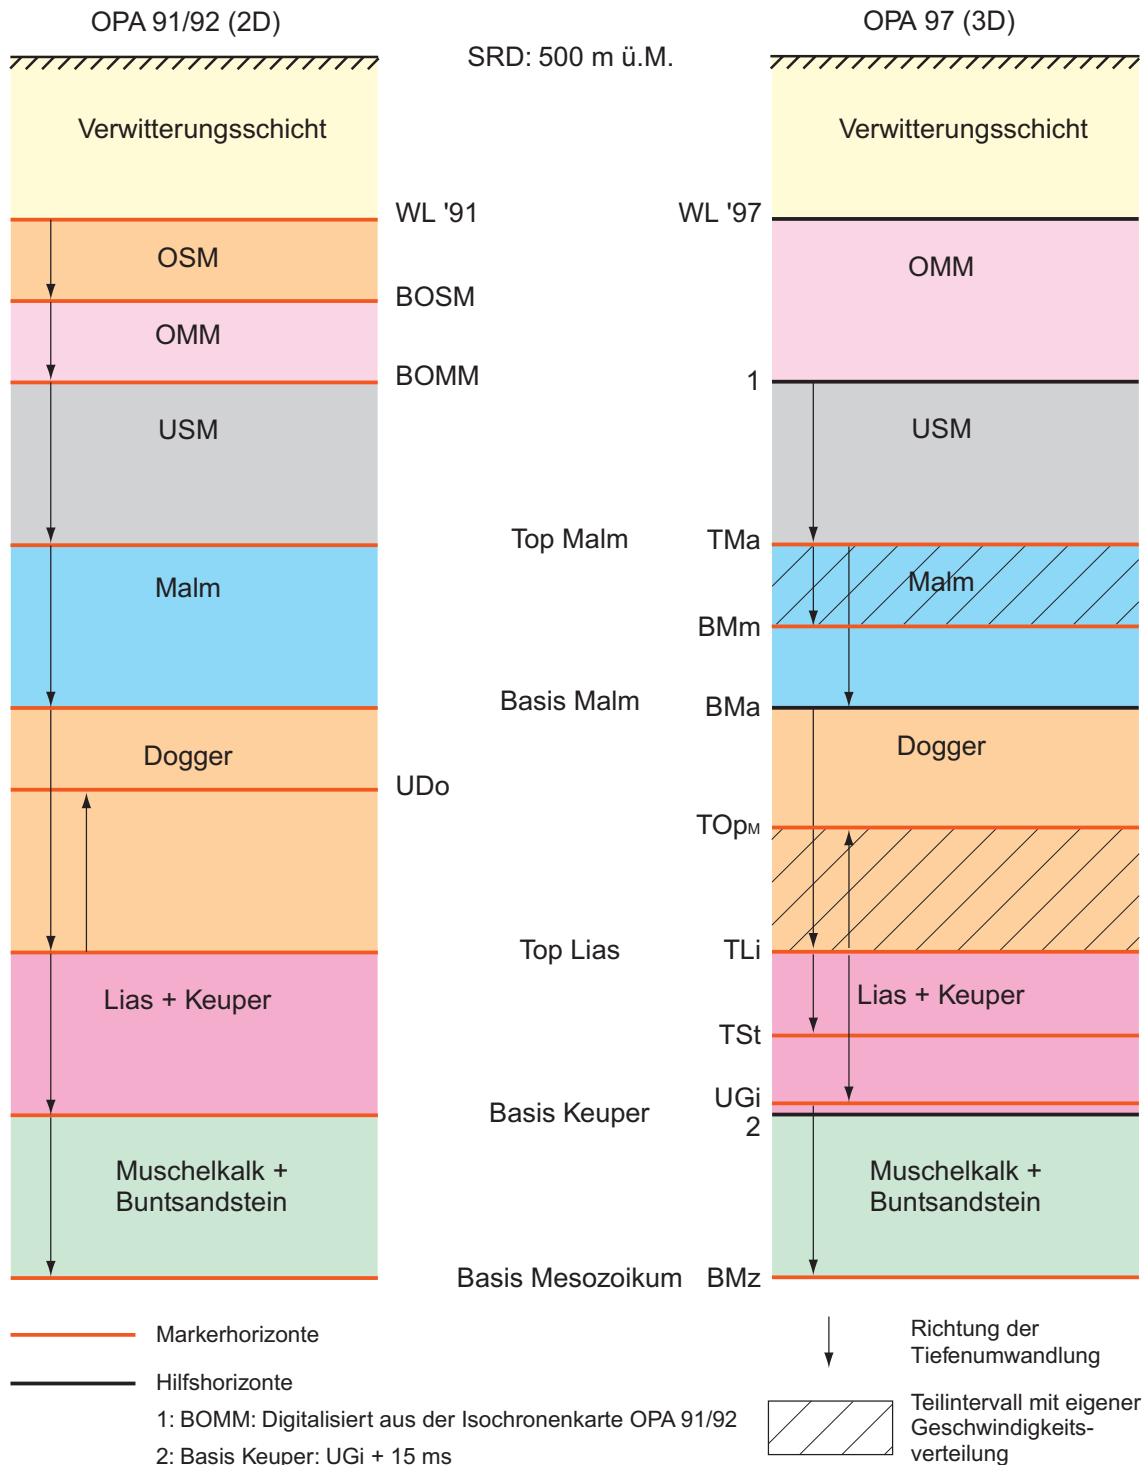 OPA 91/92 (2D)
OPA 97 (3D)
SRD: 500 m ü.M.
Verwitterungsschicht
Verwitterungsschicht
WL '91
WL '97
OSM
OMM
BOSM
OMM
BOMM
1
USM
USM
Top Malm
TMa
Malm
Malm
BMm
Basis Malm
BMa
Dogger
Dogger
UDo
TOpM
Top Lias
TLi
Lias + Keuper
Lias + Keuper
TSt
UGi
Basis Keuper
2
Muschelkalk +
Buntsandstein
Muschelkalk +
Buntsandstein
Basis Mesozoikum
BMz
Markerhorizonte
Hilfshorizonte
1: BOMM: Digitalisiert aus der Isochronenkarte OPA 91/92
2: Basis Keuper: UGi + 15 ms
Richtung der
Tiefenumwandlung
Teilintervall mit eigener
Geschwindigkeits-
verteilung